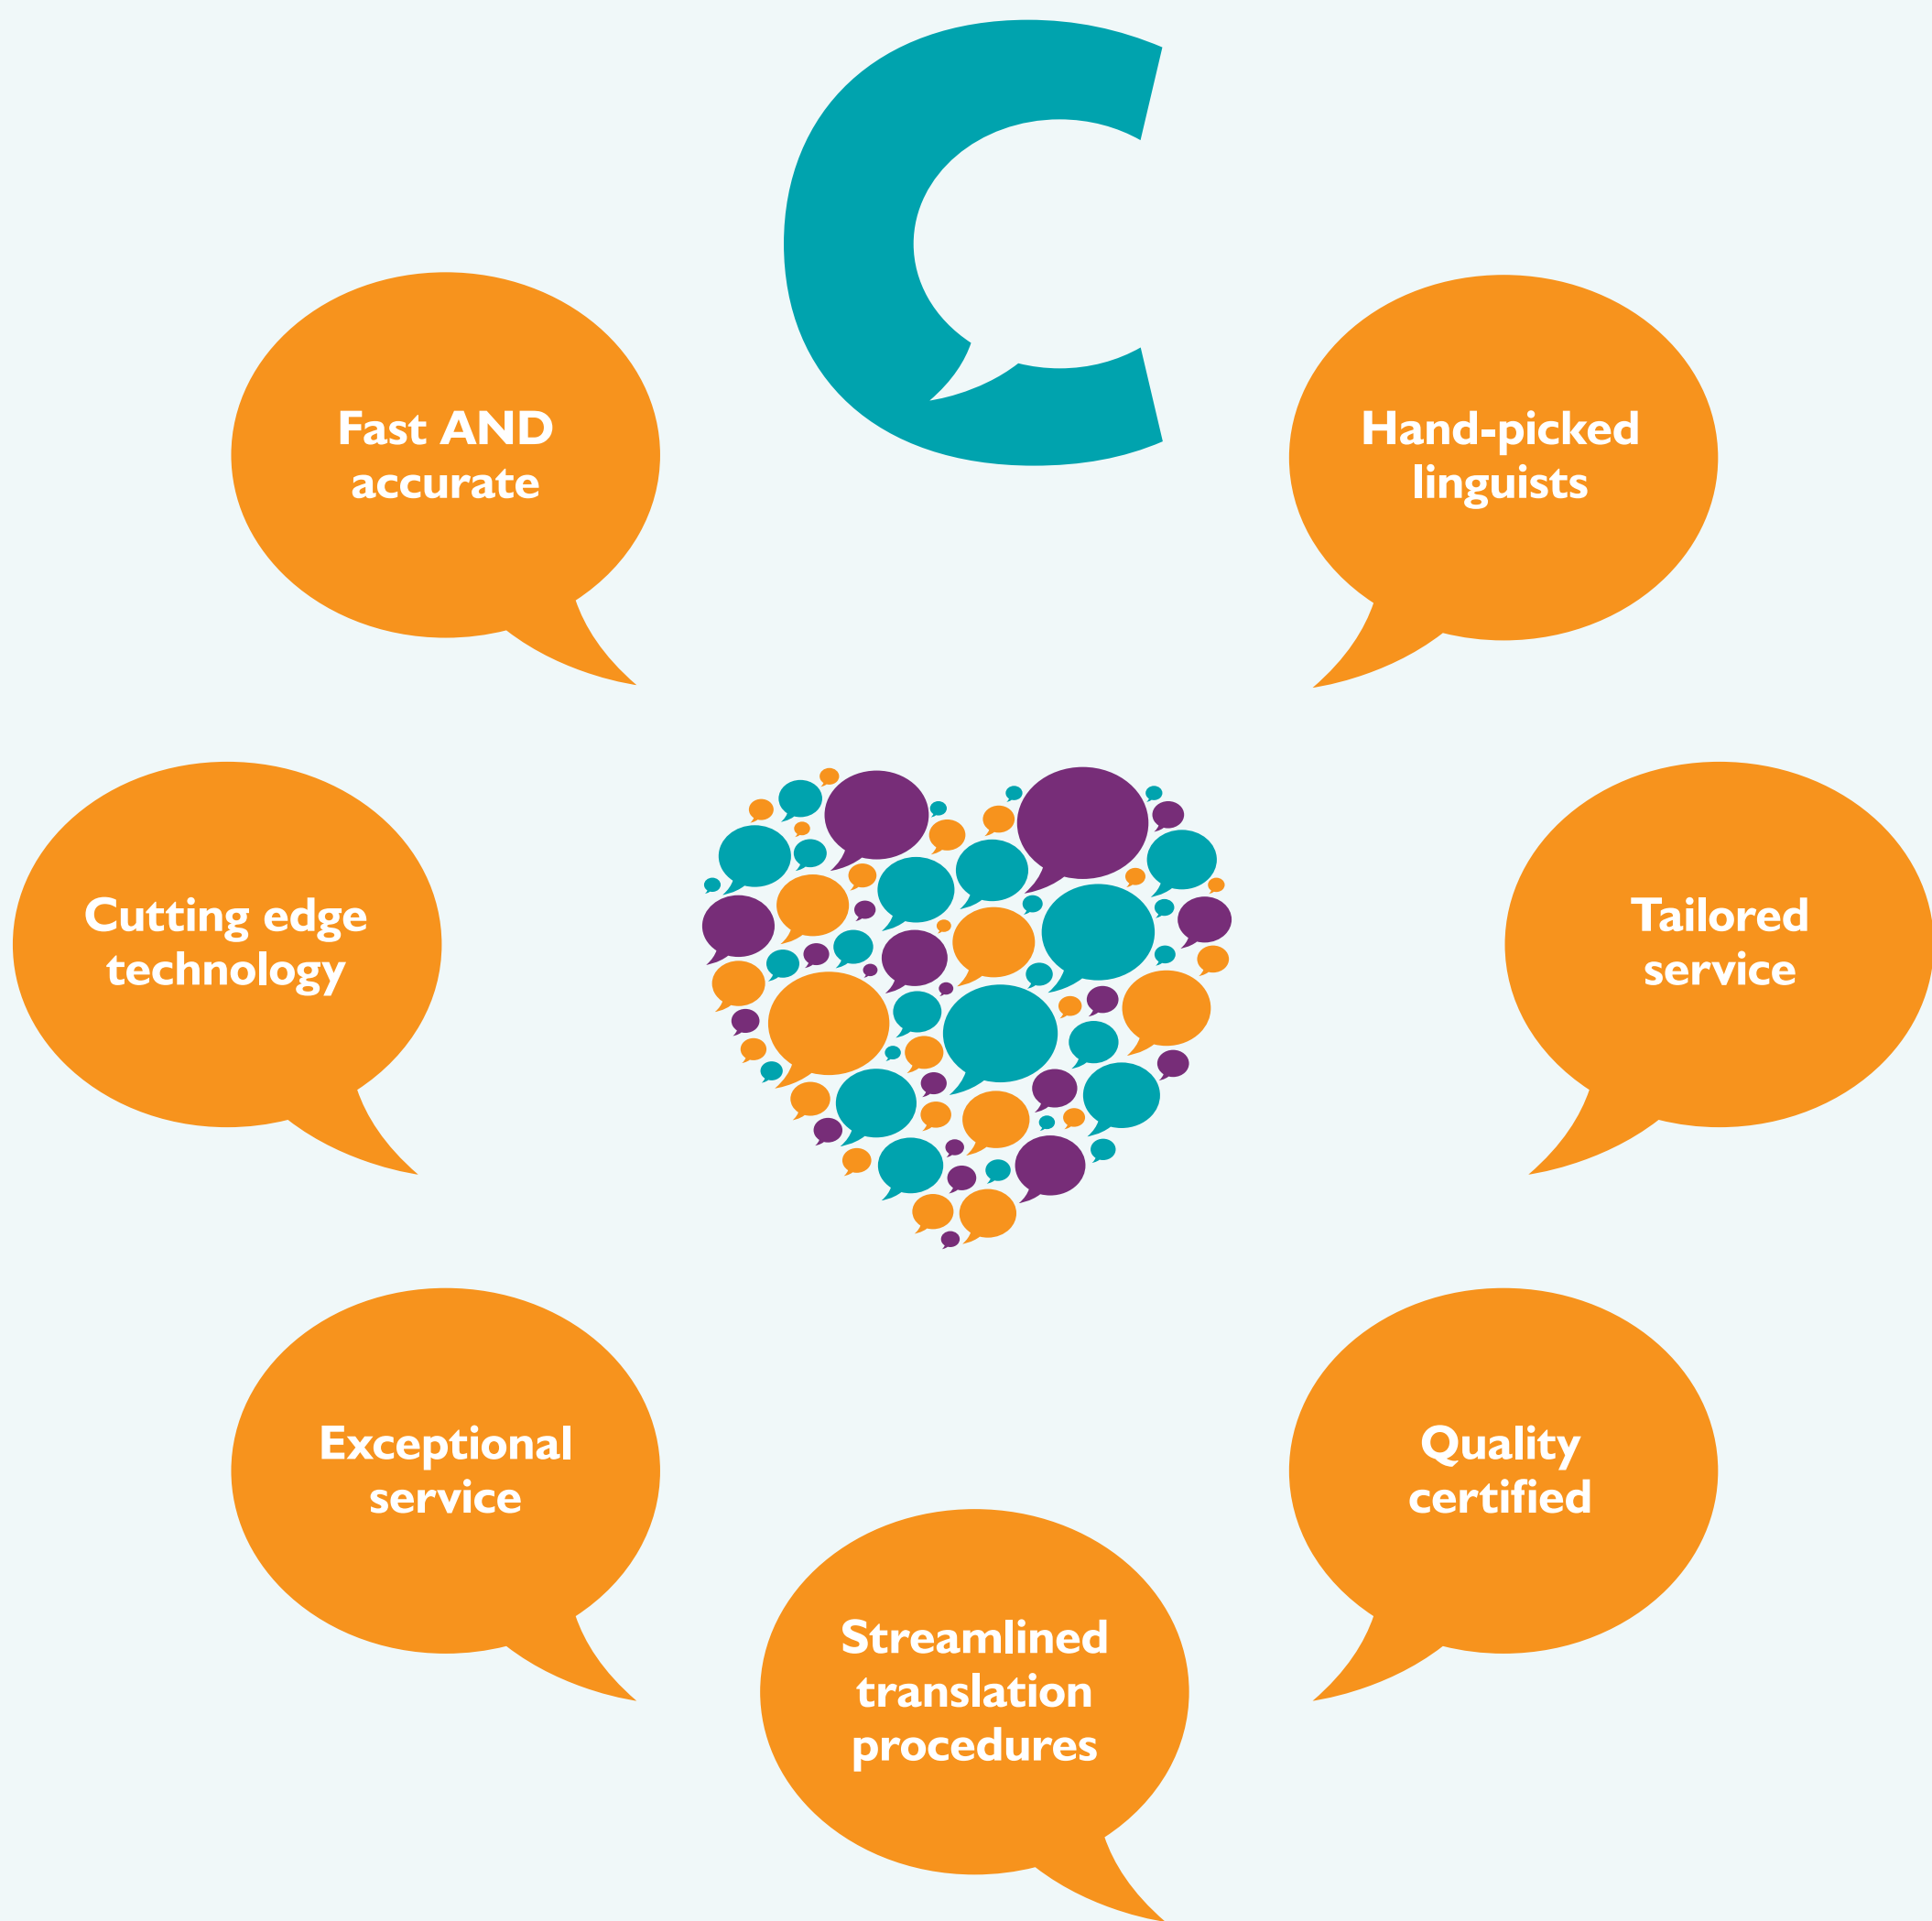 C
Fast AND
accurate
Hand-picked
linguists
Cutting edge
technology
Tailored
service
Exceptional
service
Quality
certified
Streamlined
translation
procedures